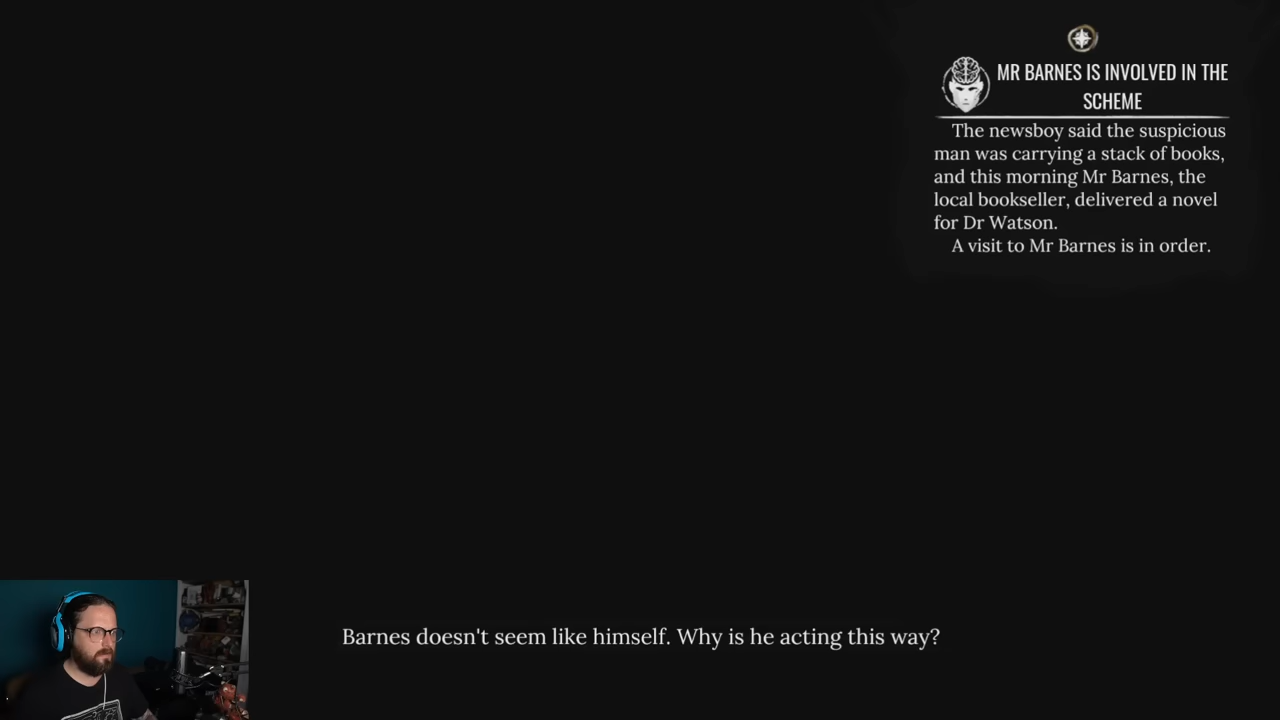 MR BARNES IS INVOLVED IN THE
SCHEME
The newsboy said the suspicious
man was carrying a stack of books,
and this morning Mr Barnes, the
local bookseller, delivered a novel
for Dr Watson.
A visit to Mr Barnes is in order.
Barnes doesn't seem like himself. Why is he acting this way?